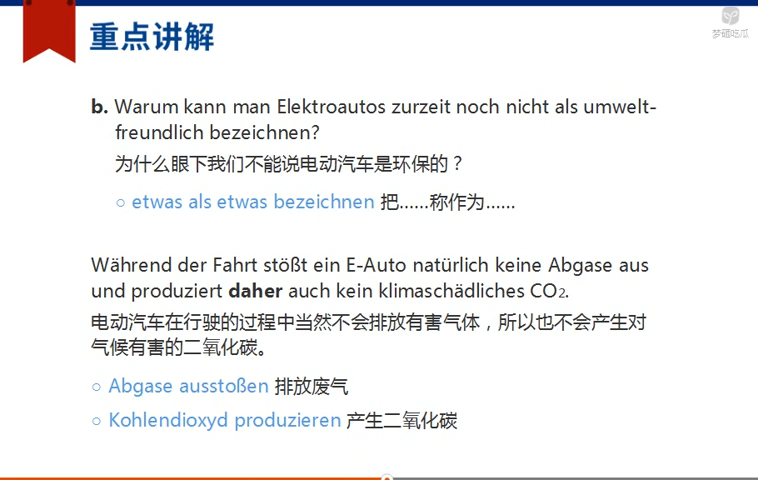 重点讲解
梦硒吃瓜
b. Warum kann man Elektroautos zurzeit noch nicht als umwelt-
freundlich bezeichnen?
为什么眼下我们不能说电动汽车是环保的？
○ etwas als etwas bezeichnen 把……称作为……
Während der Fahrt stößt ein E-Auto natürlich keine Abgase aus
und produziert daher auch kein klimaschädliches CO₂.
电动汽车在行驶的过程中当然不会排放有害气体，所以也不会产生对
气候有害的二氧化碳。
○ Abgase ausstoßen 排放废气
○ Kohlendioxyd produzieren 产生二氧化碳